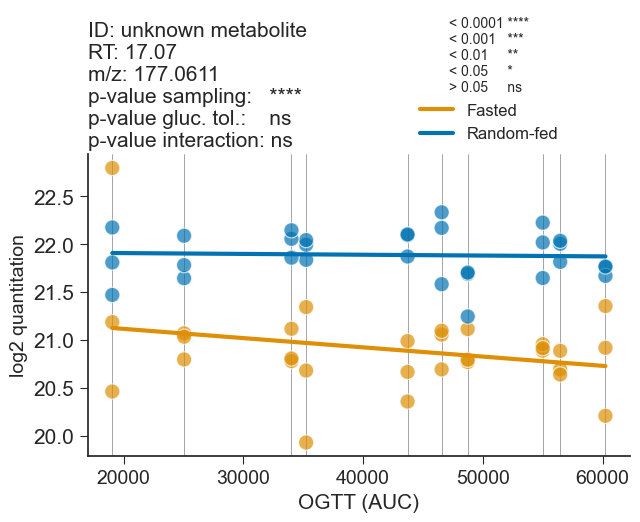 ID: unknown metabolite
RT: 17.07
m/z: 177.0611
p-value sampling: ****
p-value gluc. tol.: ns
p-value interaction: ns
< 0.0001 ****
< 0.001 ***
< 0.01 **
< 0.05 *
> 0.05 ns
Fasted
Random-fed
log2 quantitation
22.5
22.0
21.5
21.0
20.5
20.0
20000 30000 40000 50000 60000
OGTT (AUC)